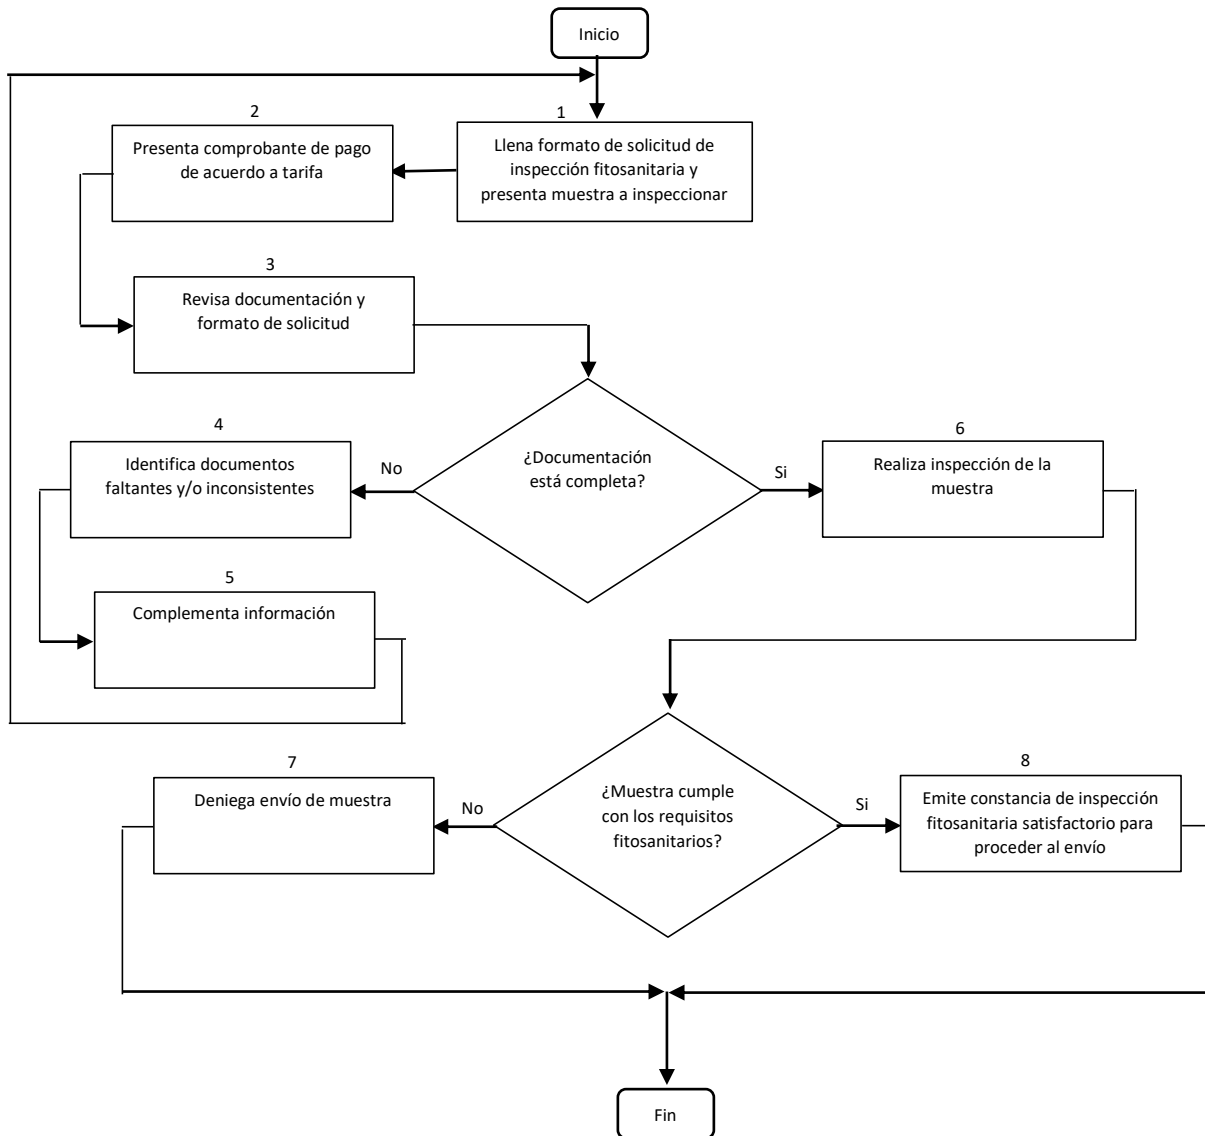 Inicio
1
Llena formato de solicitud de
inspección fitosanitaria y
presenta muestra a inspeccionar
2
Presenta comprobante de pago
de acuerdo a tarifa
3
Revisa documentación y
formato de solicitud
¿Documentación
está completa?
No
4
Identifica documentos
faltantes y/o inconsistentes
5
Complementa información
Si
6
Realiza inspección de la
muestra
¿Muestra cumple
con los requisitos
fitosanitarios?
No
7
Deniega envío de muestra
Si
8
Emite constancia de inspección
fitosanitaria satisfactorio para
proceder al envío
Fin